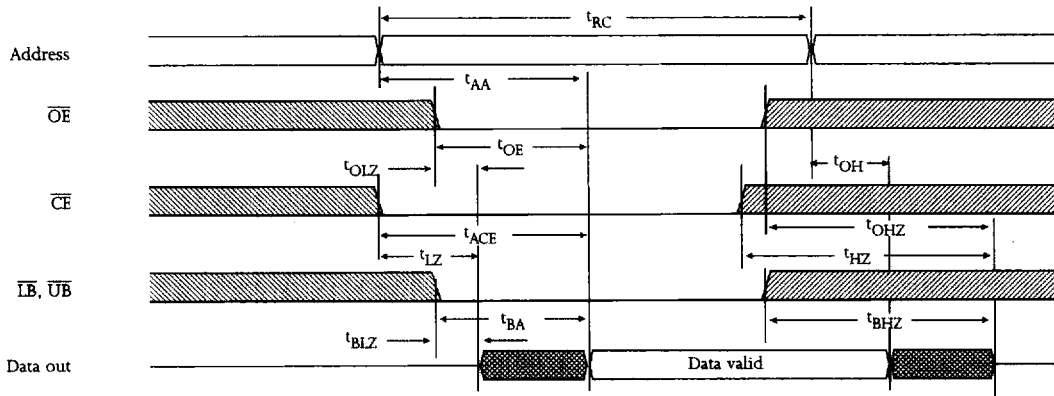 tRC
Address
tAA
OE
tOE
tOLZ
tOH
CE
tACE
tOHZ
tLZ
tHZ
LB, UB
tBA
tBHZ
tBLZ
Data out
Data valid